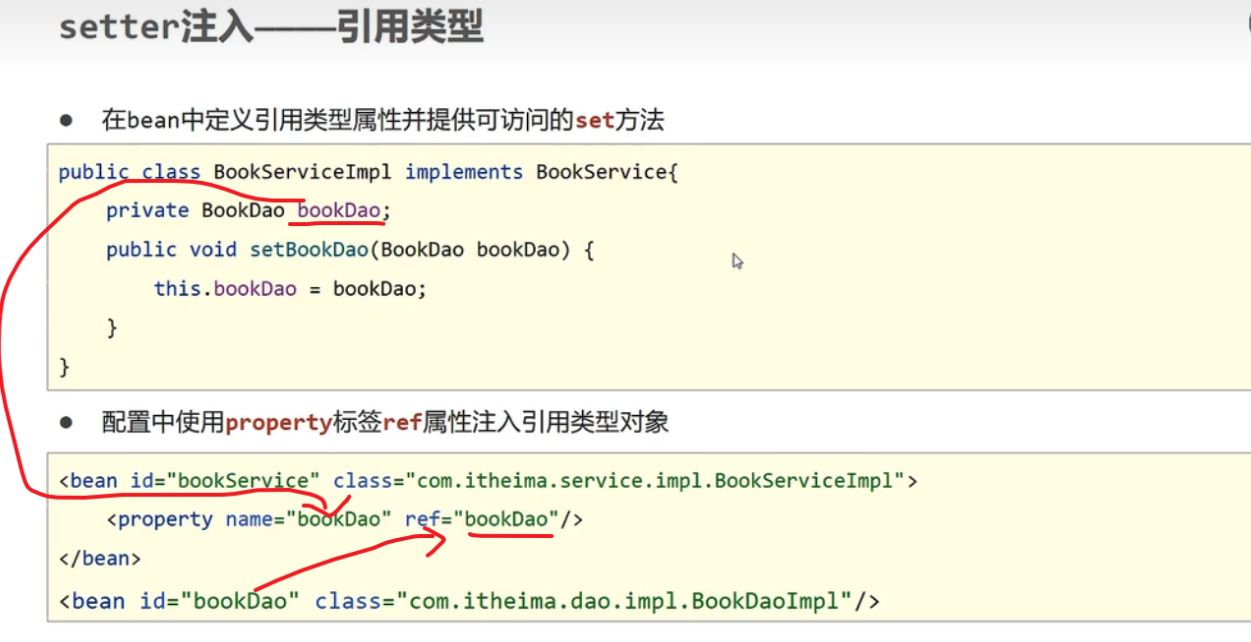 setter注入————引用类型
● 在bean中定义引用类型属性并提供可访问的set方法
public class BookServiceImpl implements BookService{
    private BookDao bookDao;
    public void setBookDao(BookDao bookDao) {
        this.bookDao = bookDao;
    }
}
● 配置中使用property标签ref属性注入引用类型对象
<bean id="bookService" class="com.itheima.service.impl.BookServiceImpl">
    <property name="bookDao" ref="bookDao"/>
</bean>
<bean id="bookDao" class="com.itheima.dao.impl.BookDaoImpl"/>